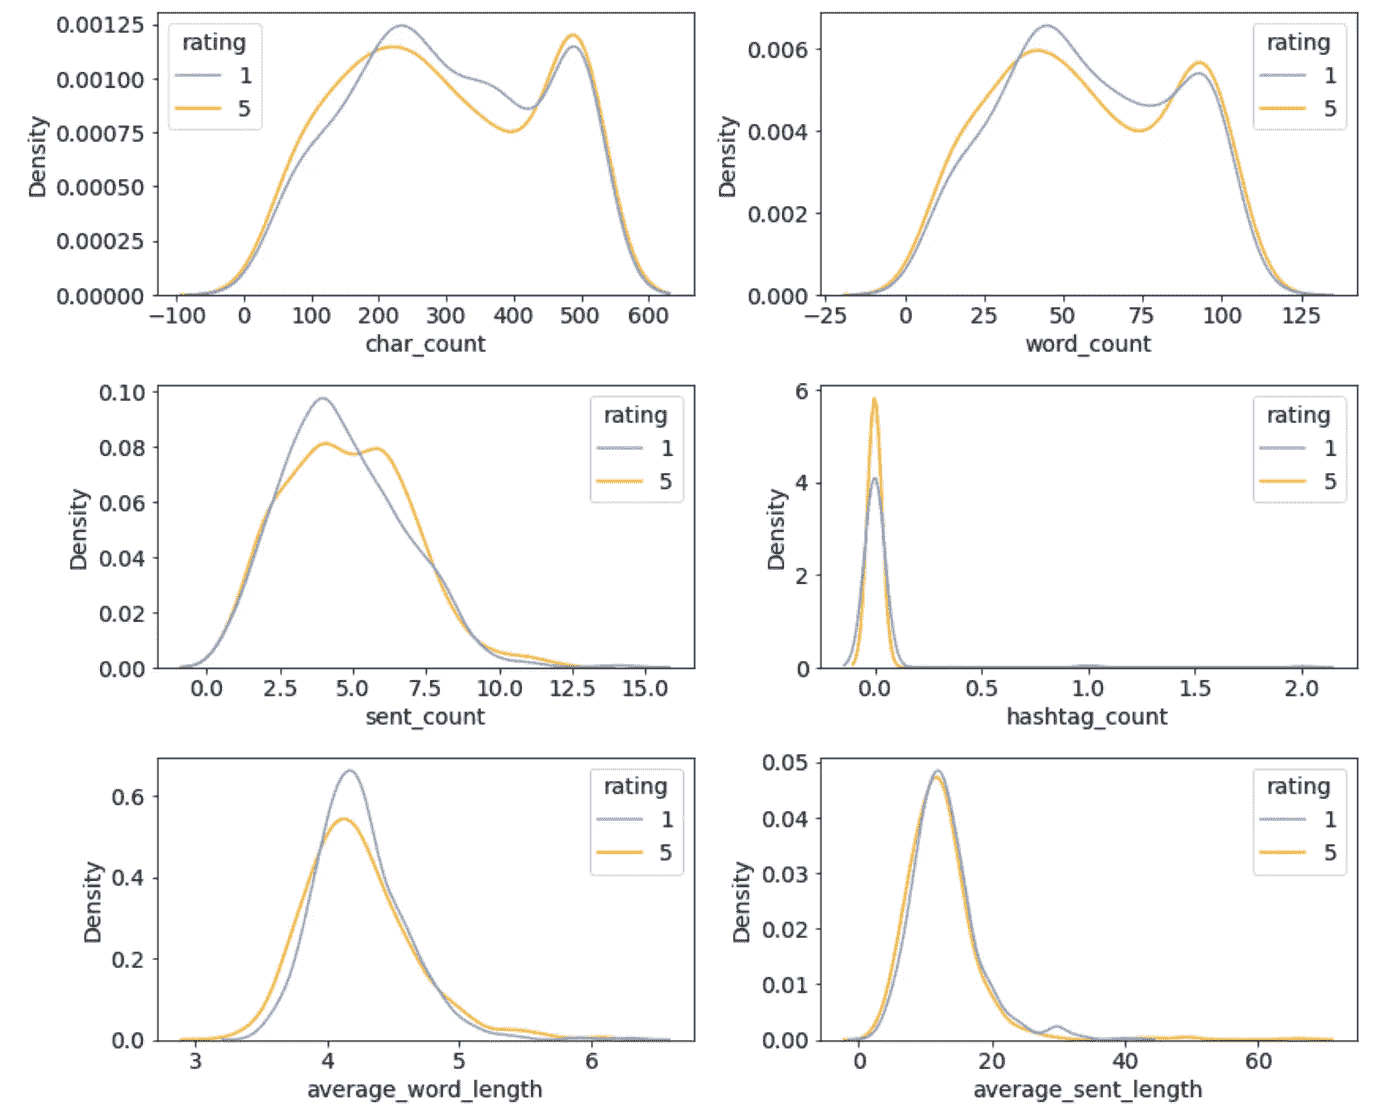 0.00125
0.00100
0.00075
0.00050
0.00025
0.00000
Density
rating
1
5
−100 0 100 200 300 400 500 600
char_count
0.006
0.004
0.002
0.000
Density
rating
1
5
−25 0 25 50 75 100 125
word_count
0.10
0.08
0.06
0.04
0.02
0.00
Density
rating
1
5
0.0 2.5 5.0 7.5 10.0 12.5 15.0
sent_count
6
4
2
0
Density
rating
1
5
0.0 0.5 1.0 1.5 2.0
hashtag_count
0.6
0.4
0.2
0.0
Density
rating
1
5
3 4 5 6
average_word_length
0.05
0.04
0.03
0.02
0.01
0.00
Density
rating
1
5
0 20 40 60
average_sent_length